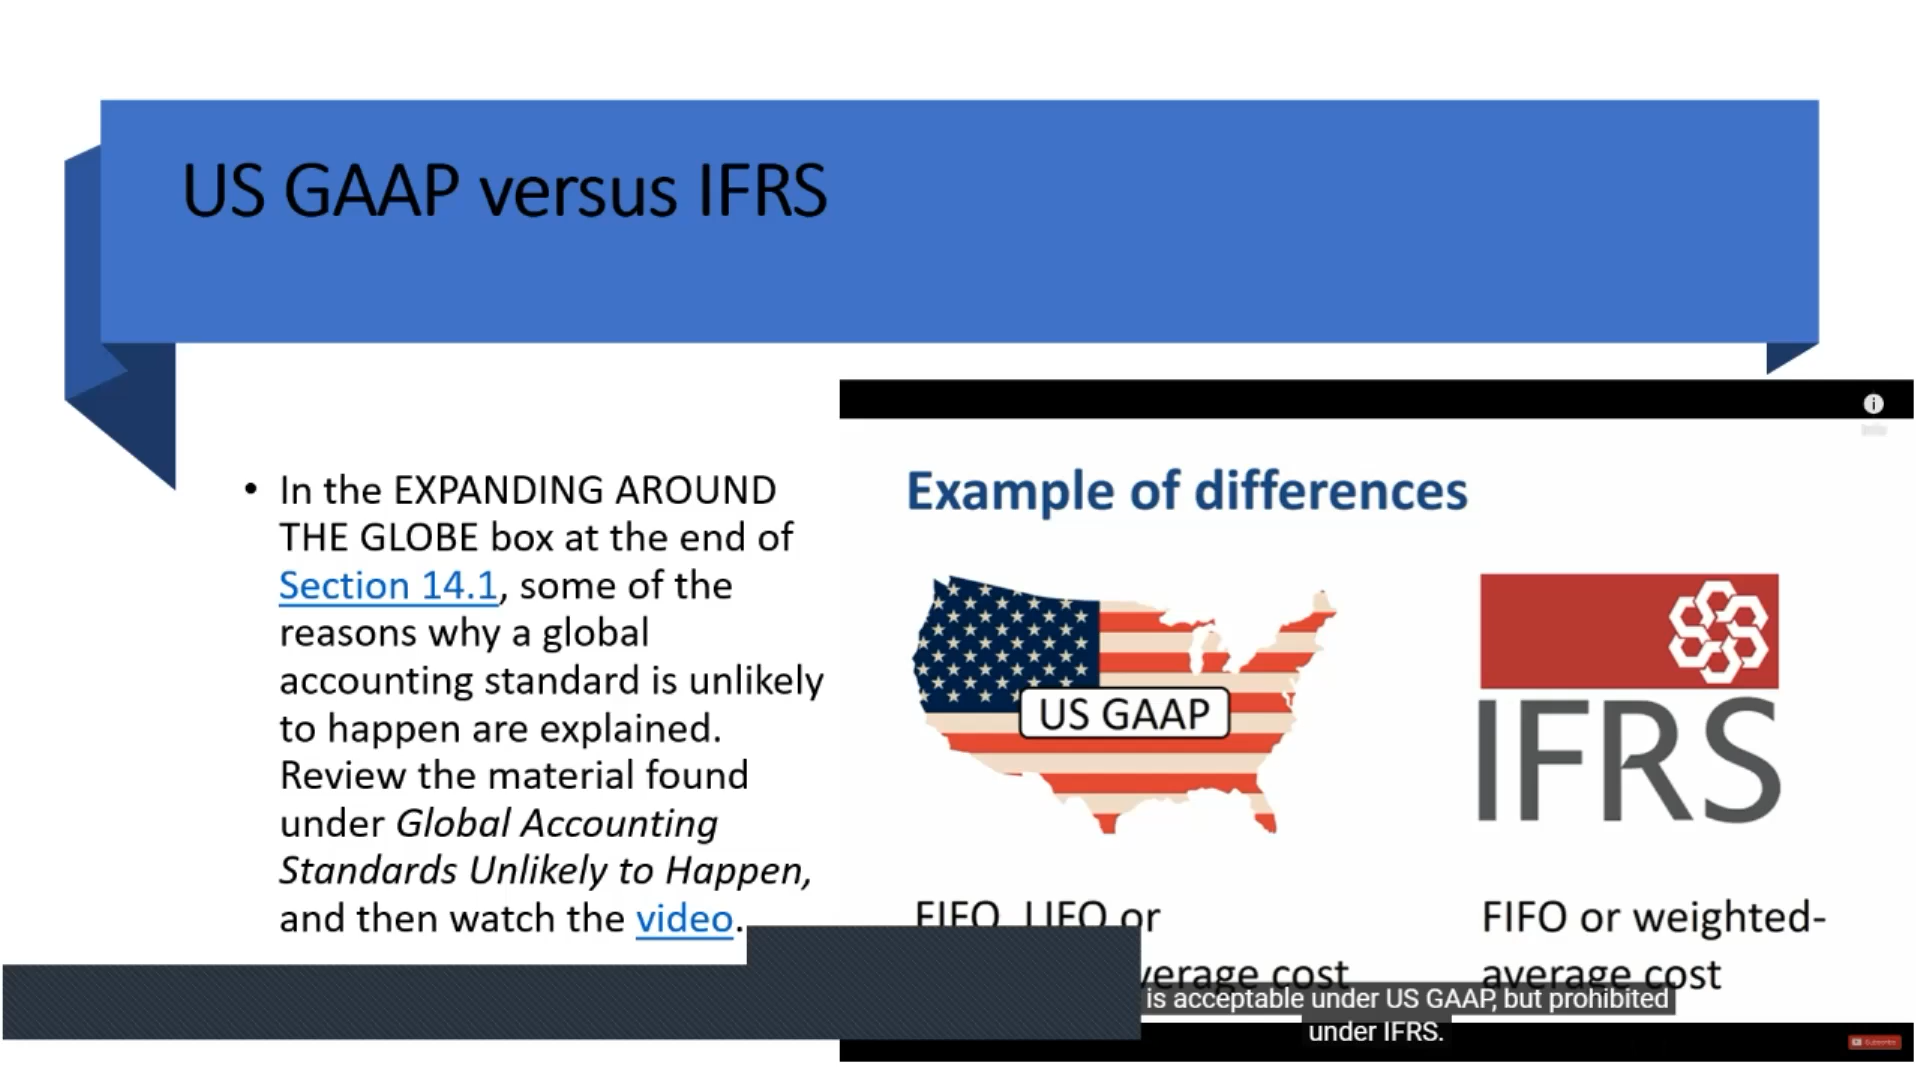 US GAAP versus IFRS
• In the EXPANDING AROUND
THE GLOBE box at the end of
Section 14.1, some of the
reasons why a global
accounting standard is unlikely
to happen are explained.
Review the material found
under Global Accounting
Standards Unlikely to Happen,
and then watch the video.
Example of differences
US GAAP
IFRS
FIFO, LIFO or
average cost
FIFO or weighted-
average cost
is acceptable under US GAAP, but prohibited
under IFRS.
Subscribe